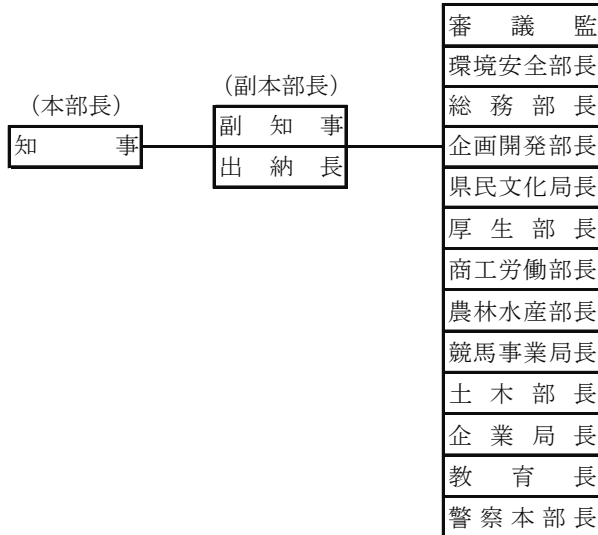 (本部長)
知事
(副本部長)
副知事
出納長
審議監
環境安全部長
総務部長
企画開発部長
県民文化局長
厚生部長
商工労働部長
農林水産部長
競馬事業局長
土木部長
企業局長
教育長
警察本部長